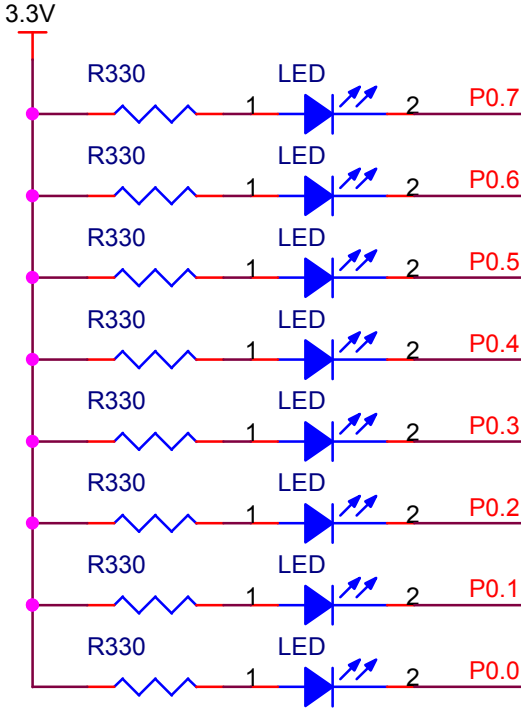 3.3V
R330 LED
1 2 P0.7
R330 LED
1 2 P0.6
R330 LED
1 2 P0.5
R330 LED
1 2 P0.4
R330 LED
1 2 P0.3
R330 LED
1 2 P0.2
R330 LED
1 2 P0.1
R330 LED
1 2 P0.0